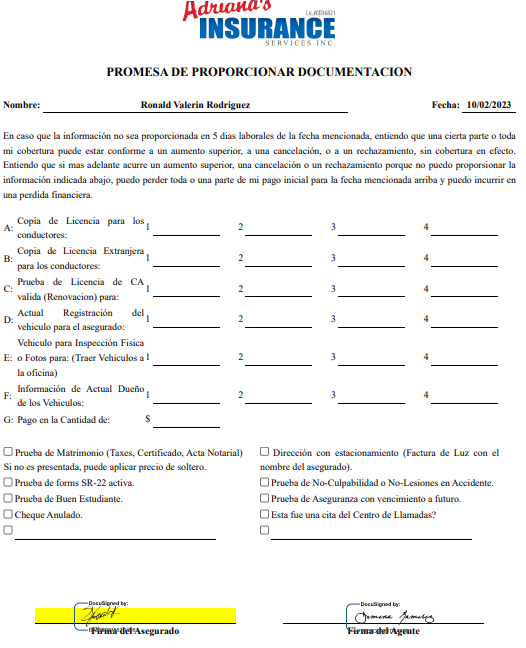 Adriana's
Lic.#0D36821
INSURANCE
SERVICES INC.
PROMESA DE PROPORCIONAR DOCUMENTACION
Nombre: Ronald Valerin Rodriguez Fecha: 10/02/2023
En caso que la información no sea proporcionada en 5 dias laborales de la fecha mencionada, entiendo que una cierta parte o toda
mi cobertura puede estar conforme a un aumento superior, a una cancelación, o a un rechazamiento, sin cobertura en efecto.
Entiendo que si mas adelante acurre un aumento superior, una cancelación o un rechazamiento porque no puedo proporsionar la
información indicada abajo, puedo perder toda o una parte de mi pago inicial para la fecha mencionada arriba y puedo incurrir en
una perdida financiera.
A: Copia de Licencia para los conductores: 1 2 3 4
B: Copia de Licencia Extranjera para los conductores: 1 2 3 4
C: Prueba de Licencia de CA valida (Renovacion) para: 1 2 3 4
D: Actual Registración del vehiculo para el asegurado: 1 2 3 4
E: Vehiculo para Inspección Fisica o Fotos para: (Traer Vehiculos a la oficina) 1 2 3 4
F: Información de Actual Dueño de los Vehiculos: 1 2 3 4
G: Pago en la Cantidad de: $
Prueba de Matrimonio (Taxes, Certificado, Acta Notarial)
Si no es presentada, puede aplicar precio de soltero.
Prueba de forms SR-22 activa.
Prueba de Buen Estudiante.
Cheque Anulado.
Dirección con estacionamiento (Factura de Luz con el
nombre del asegurado).
Prueba de No-Culpabilidad o No-Lesiones en Accidente.
Prueba de Aseguranza con vencimiento a futuro.
Esta fue una cita del Centro de Llamadas?
DocuSigned by:
Firma del Asegurado
DocuSigned by:
Firma del Agente